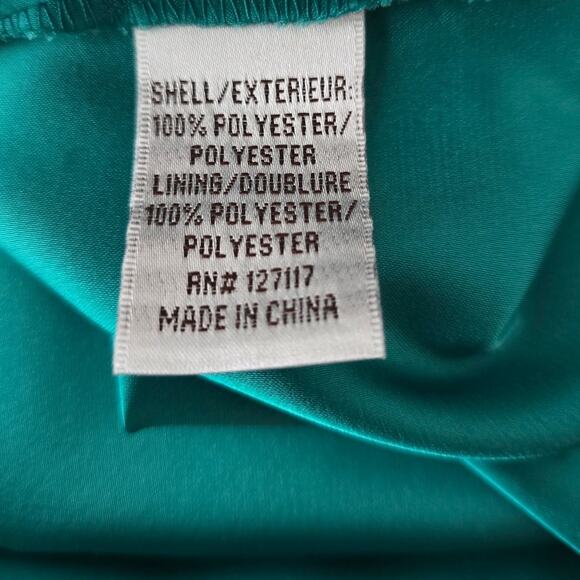 SHELL/EXTERIEUR:
100% POLYESTER/
POLYESTER
LINING/DOUBLURE
100% POLYESTER/
POLYESTER
RN# 127117
MADE IN CHINA